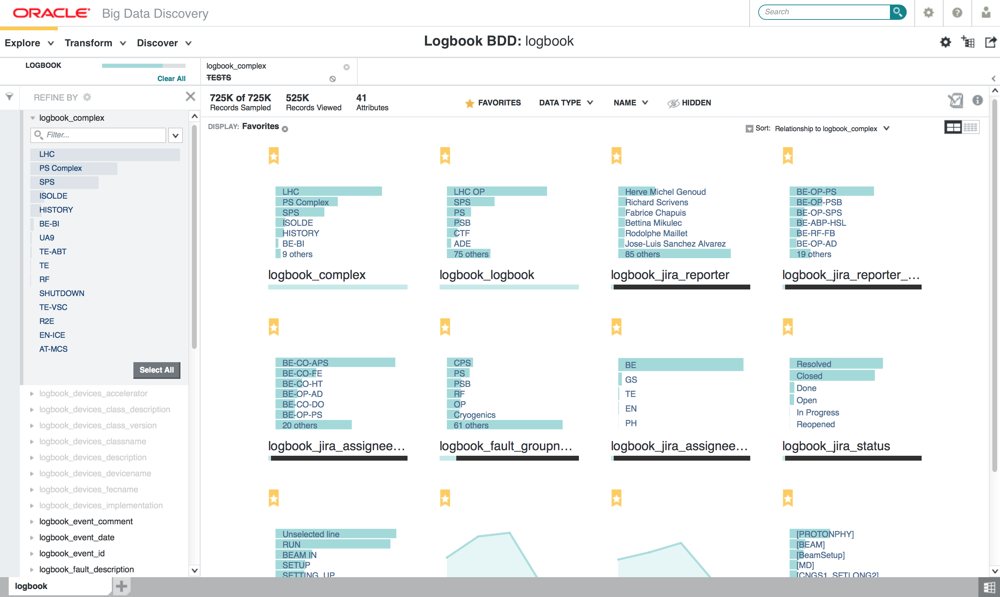 ORACLE Big Data Discovery
Search
Explore Transform Discover
Logbook BDD: logbook
LOGBOOK
Clear All
logbook_complex
TESTS
REFINE BY
725K of 725K
Records Sampled
525K
Records Viewed
41
Attributes
FAVORITES
DATA TYPE
NAME
HIDDEN
DISPLAY: Favorites
Sort: Relationship to logbook_complex
logbook_complex
Filter...
LHC
PS Complex
SPS
ISOLDE
HISTORY
BE-BI
UA9
TE-ABT
TE
RF
SHUTDOWN
TE-VSC
R2E
EN-ICE
AT-MCS
Select All
logbook_devices_accelerator
logbook_devices_class_description
logbook_devices_class_version
logbook_devices_classname
logbook_devices_description
logbook_devices_devicename
logbook_devices_fecname
logbook_devices_implementation
logbook_event_comment
logbook_event_date
logbook_event_id
logbook_fault_description
LHC
PS Complex
SPS
ISOLDE
HISTORY
BE-BI
9 others
logbook_complex
LHC OP
SPS
PS
PSB
CTF
ADE
75 others
logbook_logbook
Herve Michel Genoud
Richard Scrivens
Fabrice Chapuis
Bettina Mikulec
Rodolphe Maillet
Jose-Luis Sanchez Alvarez
85 others
logbook_jira_reporter
BE-OP-PS
BE-OP-PSB
BE-OP-SPS
BE-ABP-HSL
BE-RF-FB
BE-OP-AD
19 others
logbook_jira_reporter_...
BE-CO-APS
BE-CO-FE
BE-CO-HT
BE-OP-AD
BE-CO-DO
BE-OP-PS
20 others
logbook_jira_assignee...
CPS
PS
PSB
RF
OP
Cryogenics
61 others
logbook_fault_groupn...
BE
GS
TE
EN
PH
logbook_jira_assignee...
Resolved
Closed
Done
Open
In Progress
Reopened
logbook_jira_status
Unselected line
RUN
BEAM IN
SETUP
SETTING_UP
[PROTONPHY]
[BEAM]
[BeamSetup]
[MD]
[CNGS1_SETLONG2]
logbook